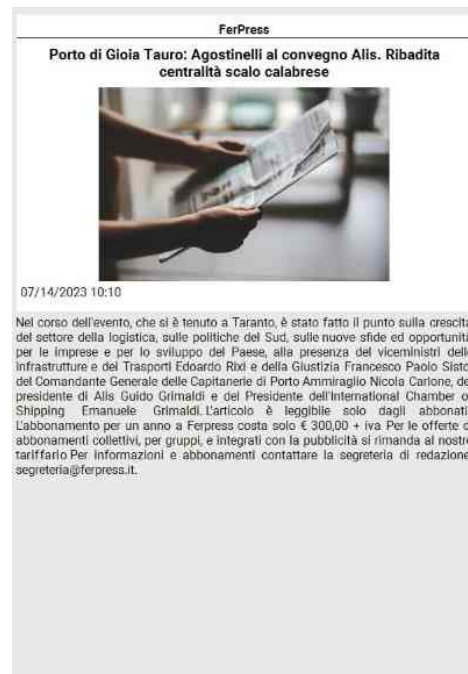 FerPress
Porto di Gioia Tauro: Agostinelli al convegno Alis. Ribadita
centralità scalo calabrese
07/14/2023 10:10
Nel corso dell'evento, che si è tenuto a Taranto, è stato fatto il punto sulla crescita
del settore della logistica, sulle politiche del Sud, sulle nuove sfide ed opportunità
per le imprese e per lo sviluppo del Paese, alla presenza dei viceministri delle
Infrastrutture e dei Trasporti Edoardo Rixi e della Giustizia Francesco Paolo Sisto,
del Comandante Generale delle Capitanerie di Porto Ammiraglio Nicola Carlone, del
presidente di Alis Guido Grimaldi e del Presidente dell'International Chamber of
Shipping Emanuele Grimaldi. L'articolo è leggibile solo dagli abbonati.
L'abbonamento per un anno a Ferpress costa solo € 300,00 + iva Per le offerte di
abbonamenti collettivi, per gruppi, e integrati con la pubblicità si rimanda al nostro
tariffario Per informazioni e abbonamenti contattare la segreteria di redazione:
segreteria@ferpress.it.